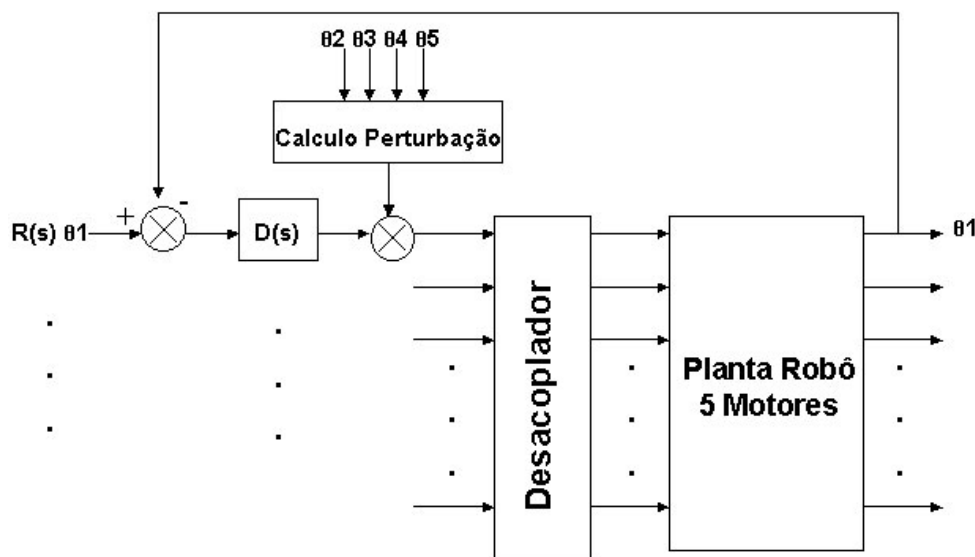 θ2 θ3 θ4 θ5
Calculo Perturbação
+
-
R(s) θ1
D(s)
θ1
Desacoplador
Planta Robô
5 Motores